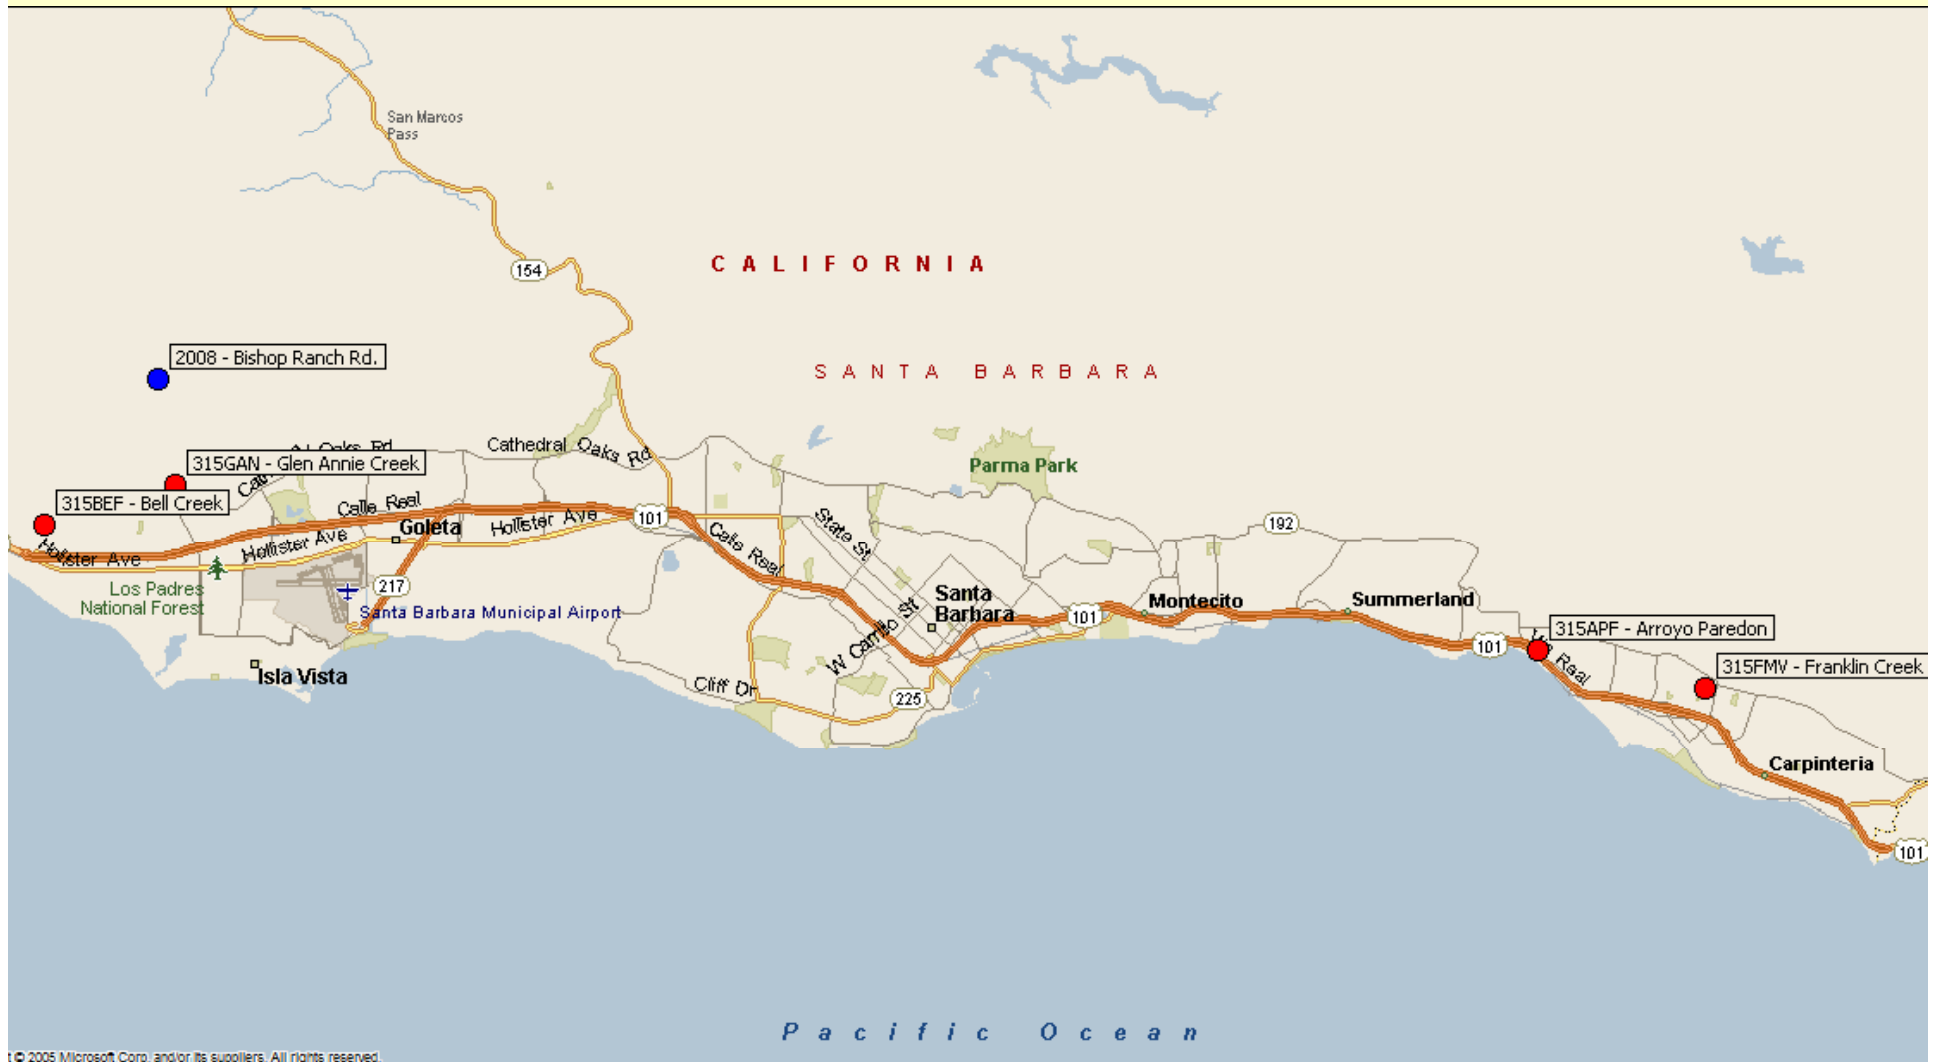 San Marcos
Pass
154
CALIFORNIA
SANTA BARBARA
2008 - Bishop Ranch Rd.
Oaks Rd
Cathedral Oaks Rd
315GAN - Glen Annie Creek
Parma Park
315BEF - Bell Creek
Calle Real
Goleta
Hollister Ave
101
State St
192
Hollister Ave
Hollister Ave
Calle Real
Los Padres
National Forest
217
Santa Barbara Municipal Airport
Santa
Barbara
W Carrillo St
101
Montecito
Summerland
315APF - Arroyo Paredon
101
Real
315FMV - Franklin Creek
Isla Vista
Cliff Dr
225
Carpinteria
101
Pacific Ocean
© 2005 Microsoft Corp. and/or its suppliers. All rights reserved.